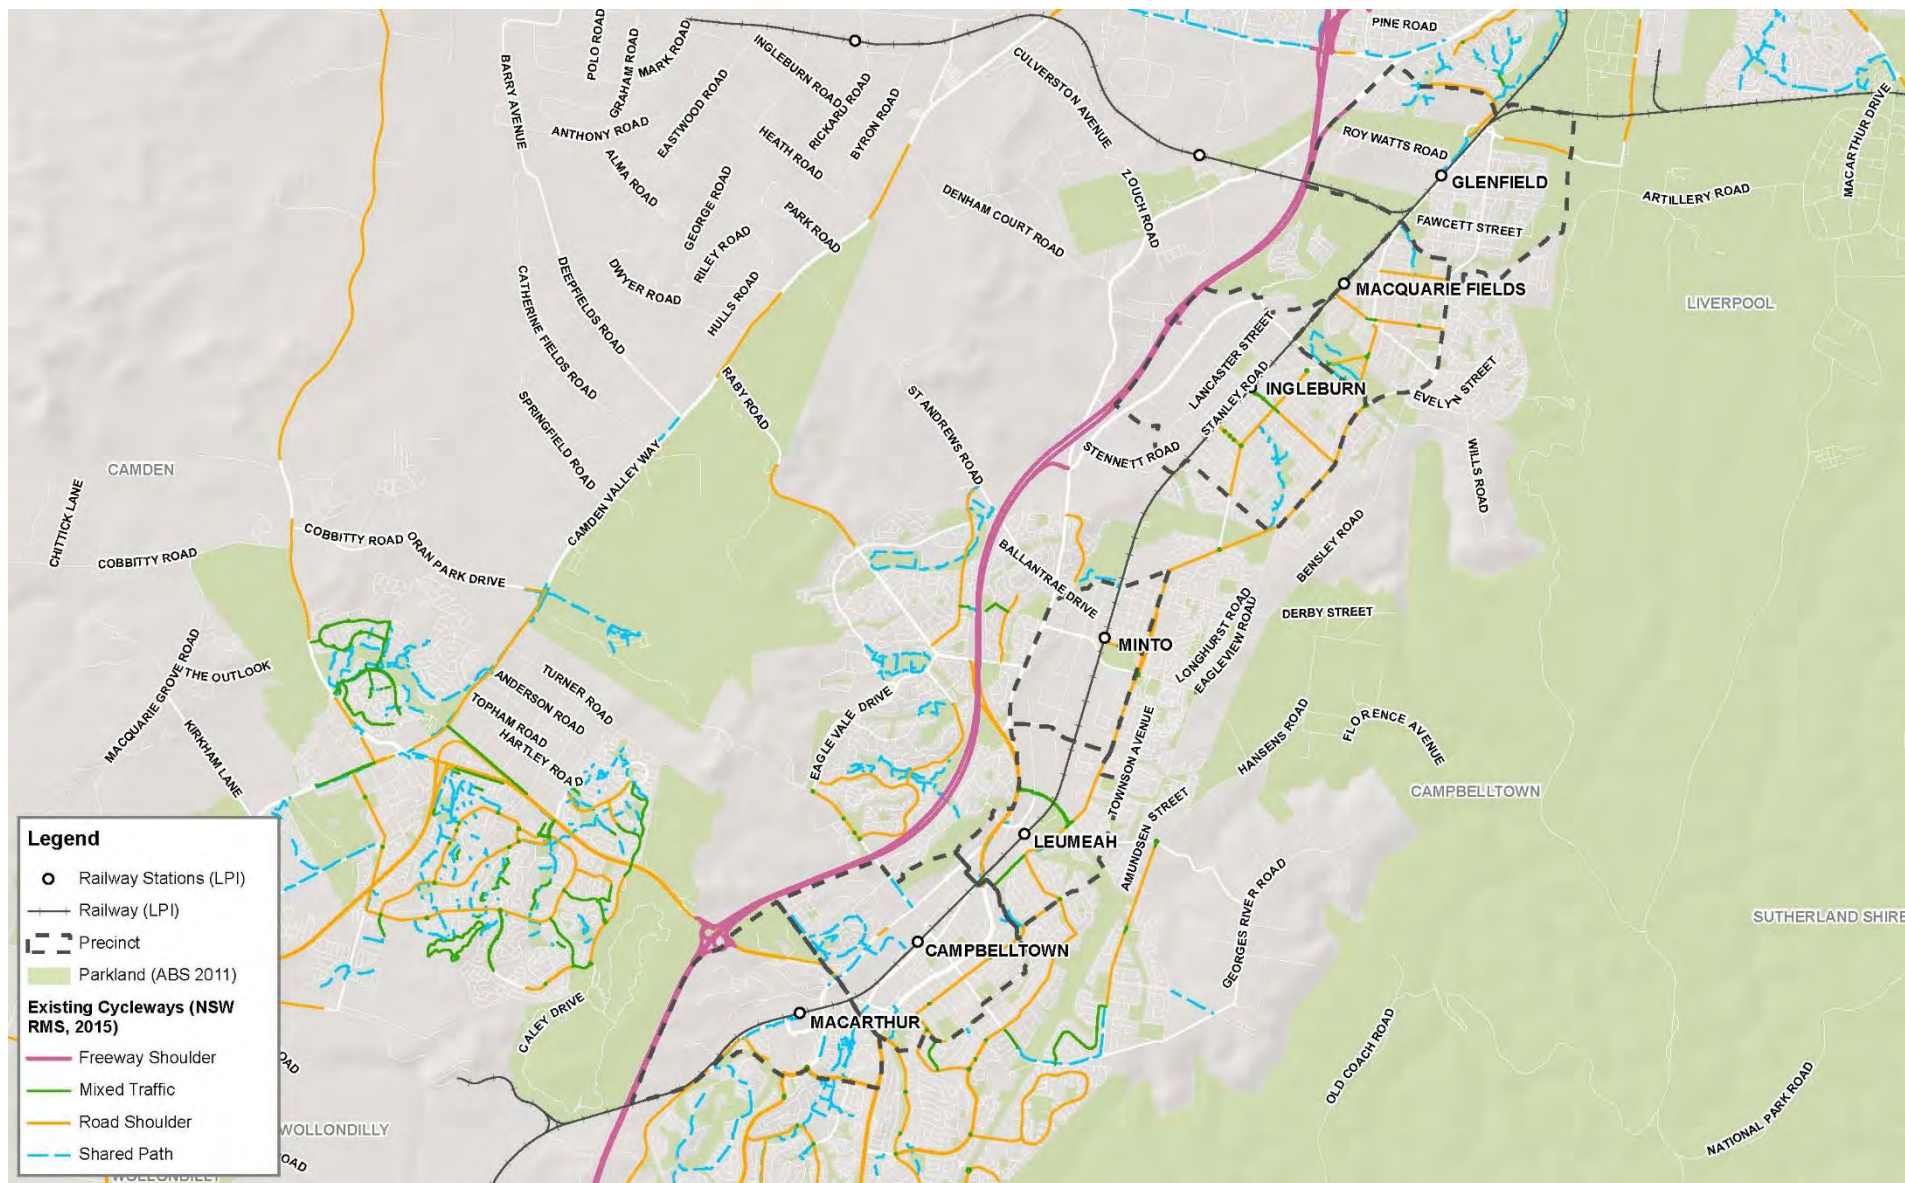 PINE ROAD
POLO ROAD
GRAHAM ROAD
MARK ROAD
INGLEBURN ROAD
RICKARD ROAD
BYRON ROAD
CULVERSTON AVENUE
BARRY AVENUE
EASTWOOD ROAD
ANTHONY ROAD
HEATH ROAD
ALMA ROAD
GEORGE ROAD
PARK ROAD
RILEY ROAD
DWYER ROAD
HULLS ROAD
DEEPFIELDS ROAD
CATHERINE FIELDS ROAD
SPRINGFIELD ROAD
DENHAM COURT ROAD
ZOUCH ROAD
ROY WATTS ROAD
GLENFIELD
ARTILLERY ROAD
MACARTHUR DRIVE
FAWCETT STREET
MACQUARIE FIELDS
LIVERPOOL
LANCASTER STREET
STANLEY ROAD
INGLEBURN
EVELYN STREET
RABY ROAD
ST ANDREWS ROAD
STENNETT ROAD
WILLS ROAD
CAMDEN
CAMDEN VALLEY WAY
CHITTICK LANE
COBBITTY ROAD
COBBITTY ROAD
ORAN PARK DRIVE
BALLANTRAE DRIVE
BENSLEY ROAD
DERBY STREET
MINTO
LONGHURST ROAD
EAGLEVIEW ROAD
MACQUARIE GROVE ROAD
THE OUTLOOK
KIRKHAM LANE
TURNER ROAD
ANDERSON ROAD
TOPHAM ROAD
HARTLEY ROAD
EAGLE VALE DRIVE
TOWNSON AVENUE
HANSENS ROAD
FLORENCE AVENUE
CAMPBELLTOWN
AMUNDSEN STREET
LEUMEAH
GEORGES RIVER ROAD
SUTHERLAND SHIRE
CAMPBELLTOWN
MACARTHUR
CALEY DRIVE
OLD COACH ROAD
NATIONAL PARK ROAD
Legend
Railway Stations (LPI)
Railway (LPI)
Precinct
Parkland (ABS 2011)
Existing Cycleways (NSW
RMS, 2015)
Freeway Shoulder
Mixed Traffic
Road Shoulder
Shared Path
OAD
WOLLONDILLY
OAD
WOLLONDILLY